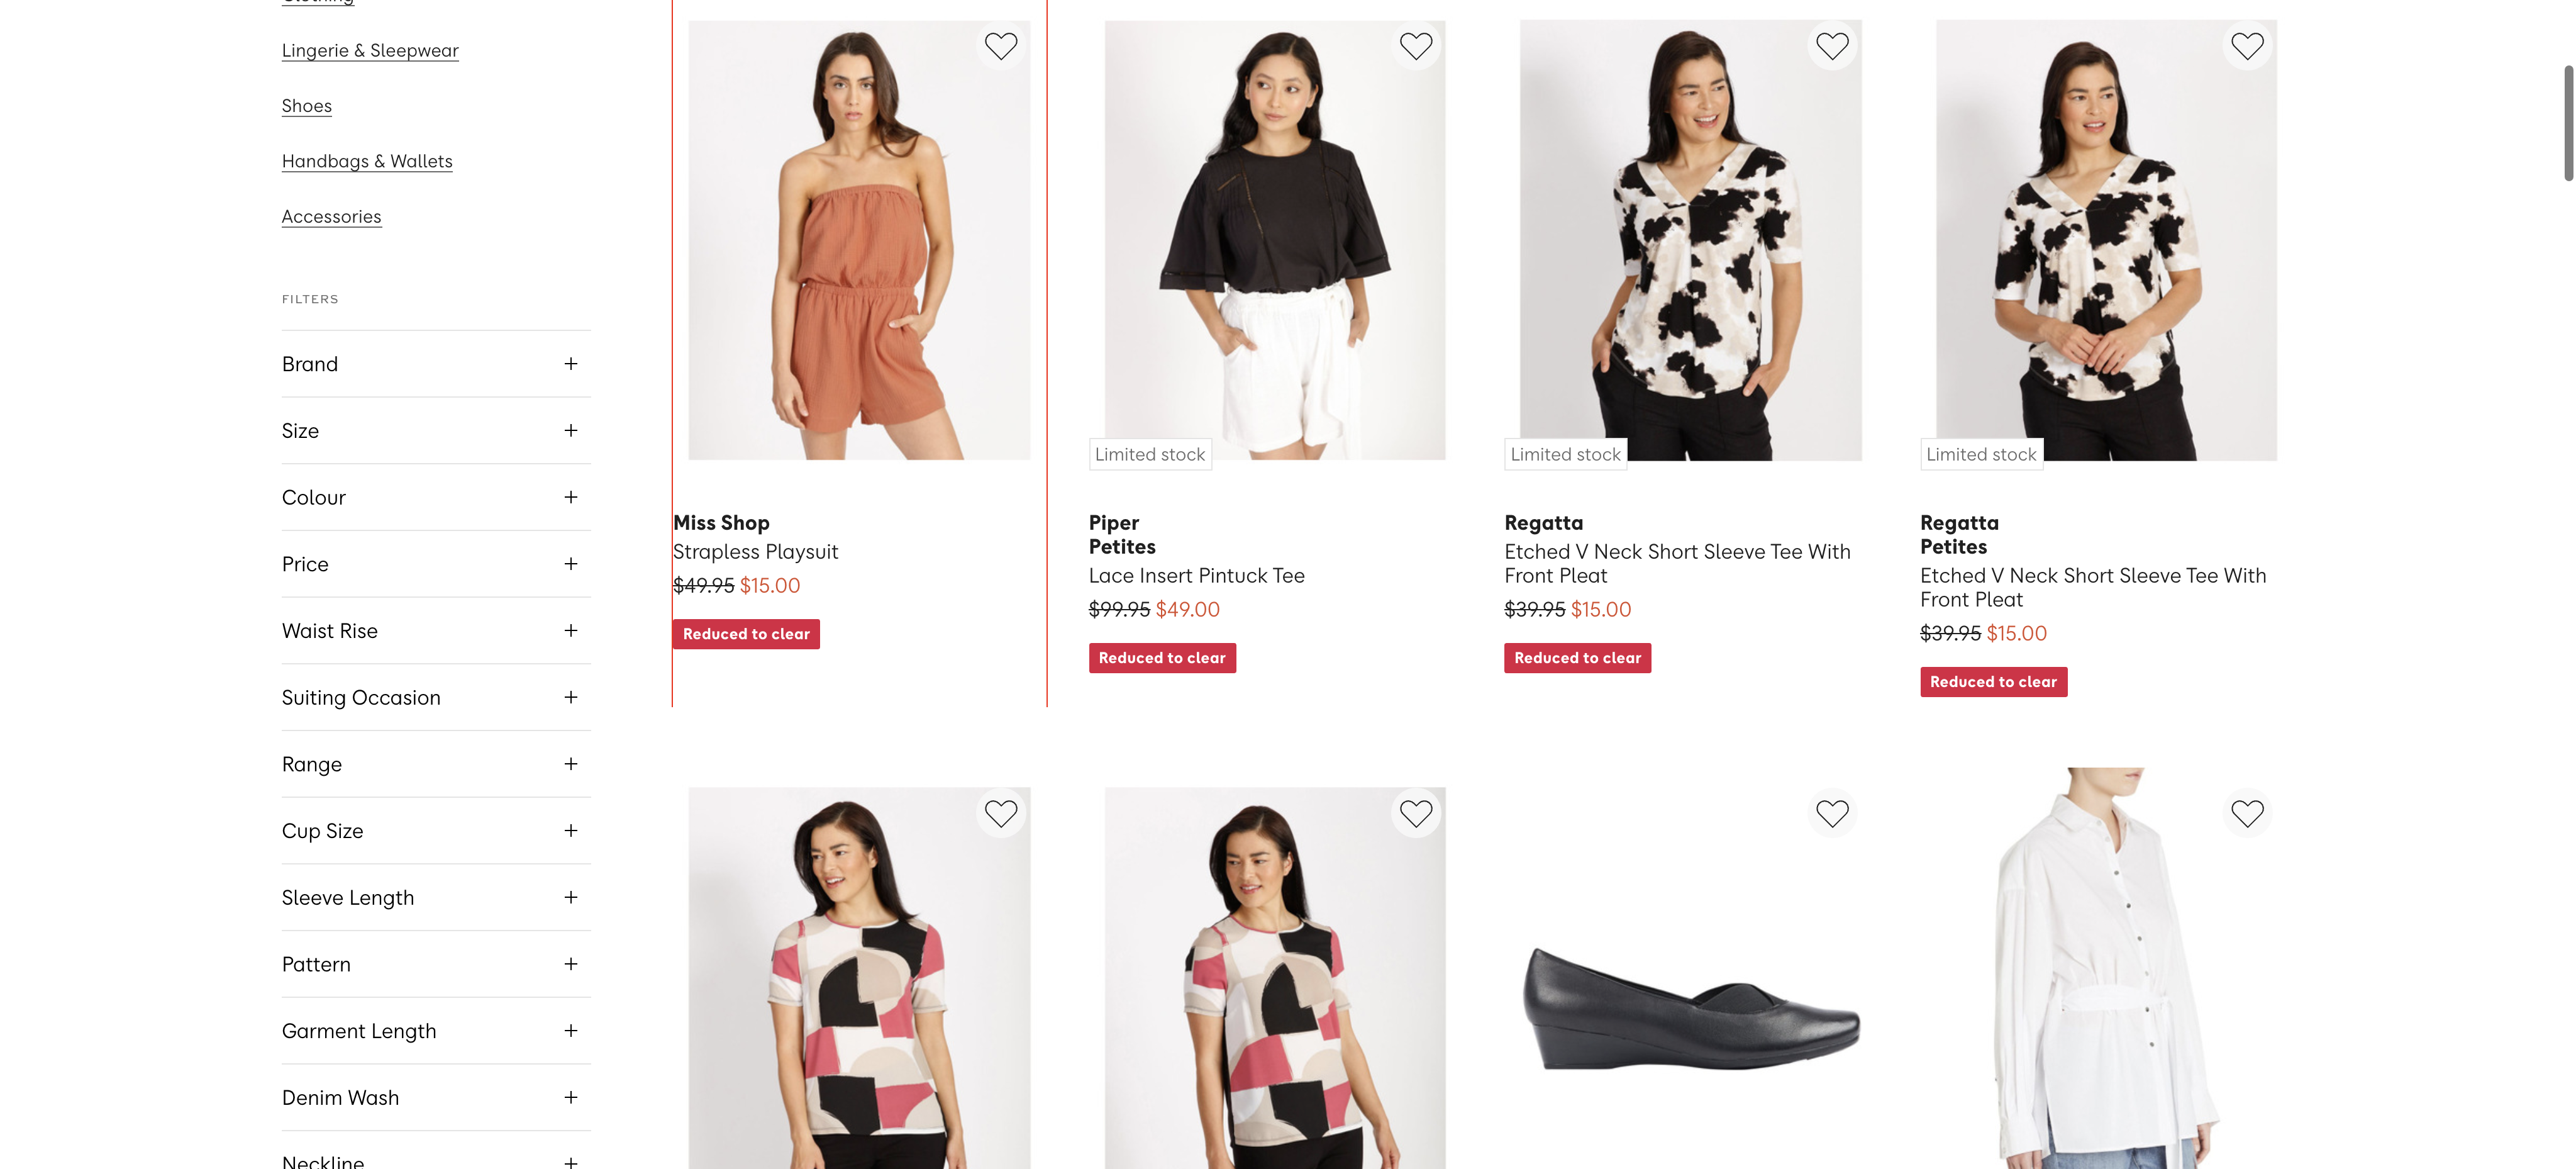 Clothing
Lingerie & Sleepwear
Shoes
Handbags & Wallets
Accessories
FILTERS
Brand
Size
Colour
Price
Waist Rise
Suiting Occasion
Range
Cup Size
Sleeve Length
Pattern
Garment Length
Denim Wash
Neckline
Miss Shop
Strapless Playsuit
$49.95 $15.00
Reduced to clear
Limited stock
Piper
Petites
Lace Insert Pintuck Tee
$99.95 $49.00
Reduced to clear
Limited stock
Regatta
Etched V Neck Short Sleeve Tee With
Front Pleat
$39.95 $15.00
Reduced to clear
Limited stock
Regatta
Petites
Etched V Neck Short Sleeve Tee With
Front Pleat
$39.95 $15.00
Reduced to clear